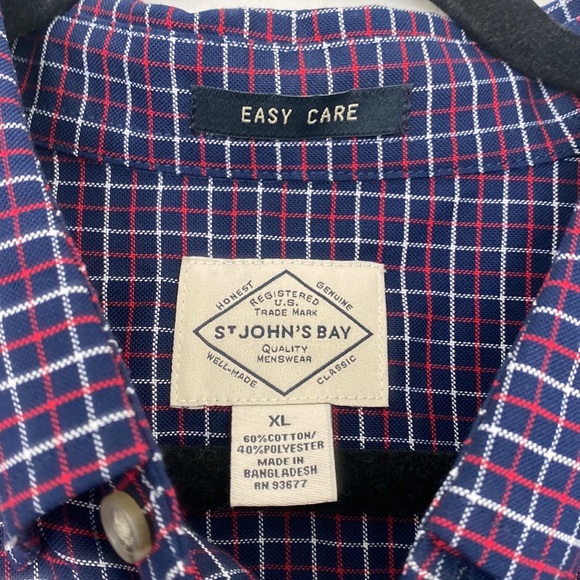 EASY CARE
HONEST GENUINE
REGISTERED
U.S.
TRADE MARK
ST JOHN'S BAY
QUALITY
MENSWEAR
WELL-MADE CLASSIC
XL
60%COTTON/
40%POLYESTER
MADE IN
BANGLADESH
RN 93677